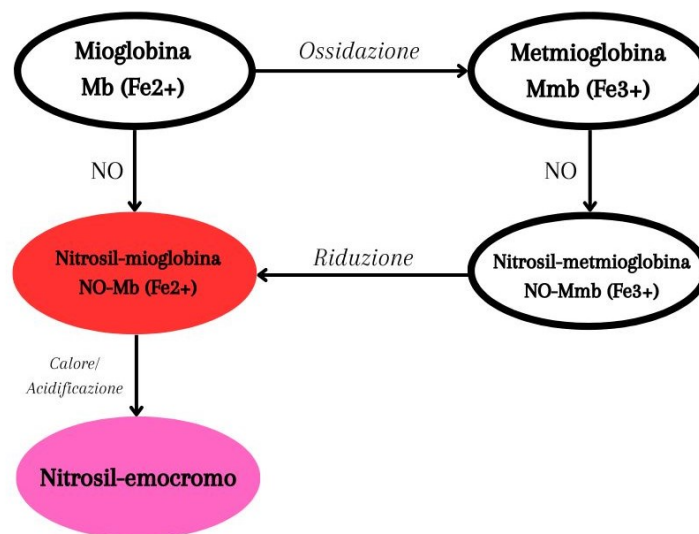 Mioglobina
Mb (Fe2+)
Ossidazione
Metmioglobina
Mmb (Fe3+)
NO
NO
Nitrosil-mioglobina
NO-Mb (Fe2+)
Riduzione
Nitrosil-metmioglobina
NO-Mmb (Fe3+)
Calore/
Acidificazione
Nitrosil-emocromo